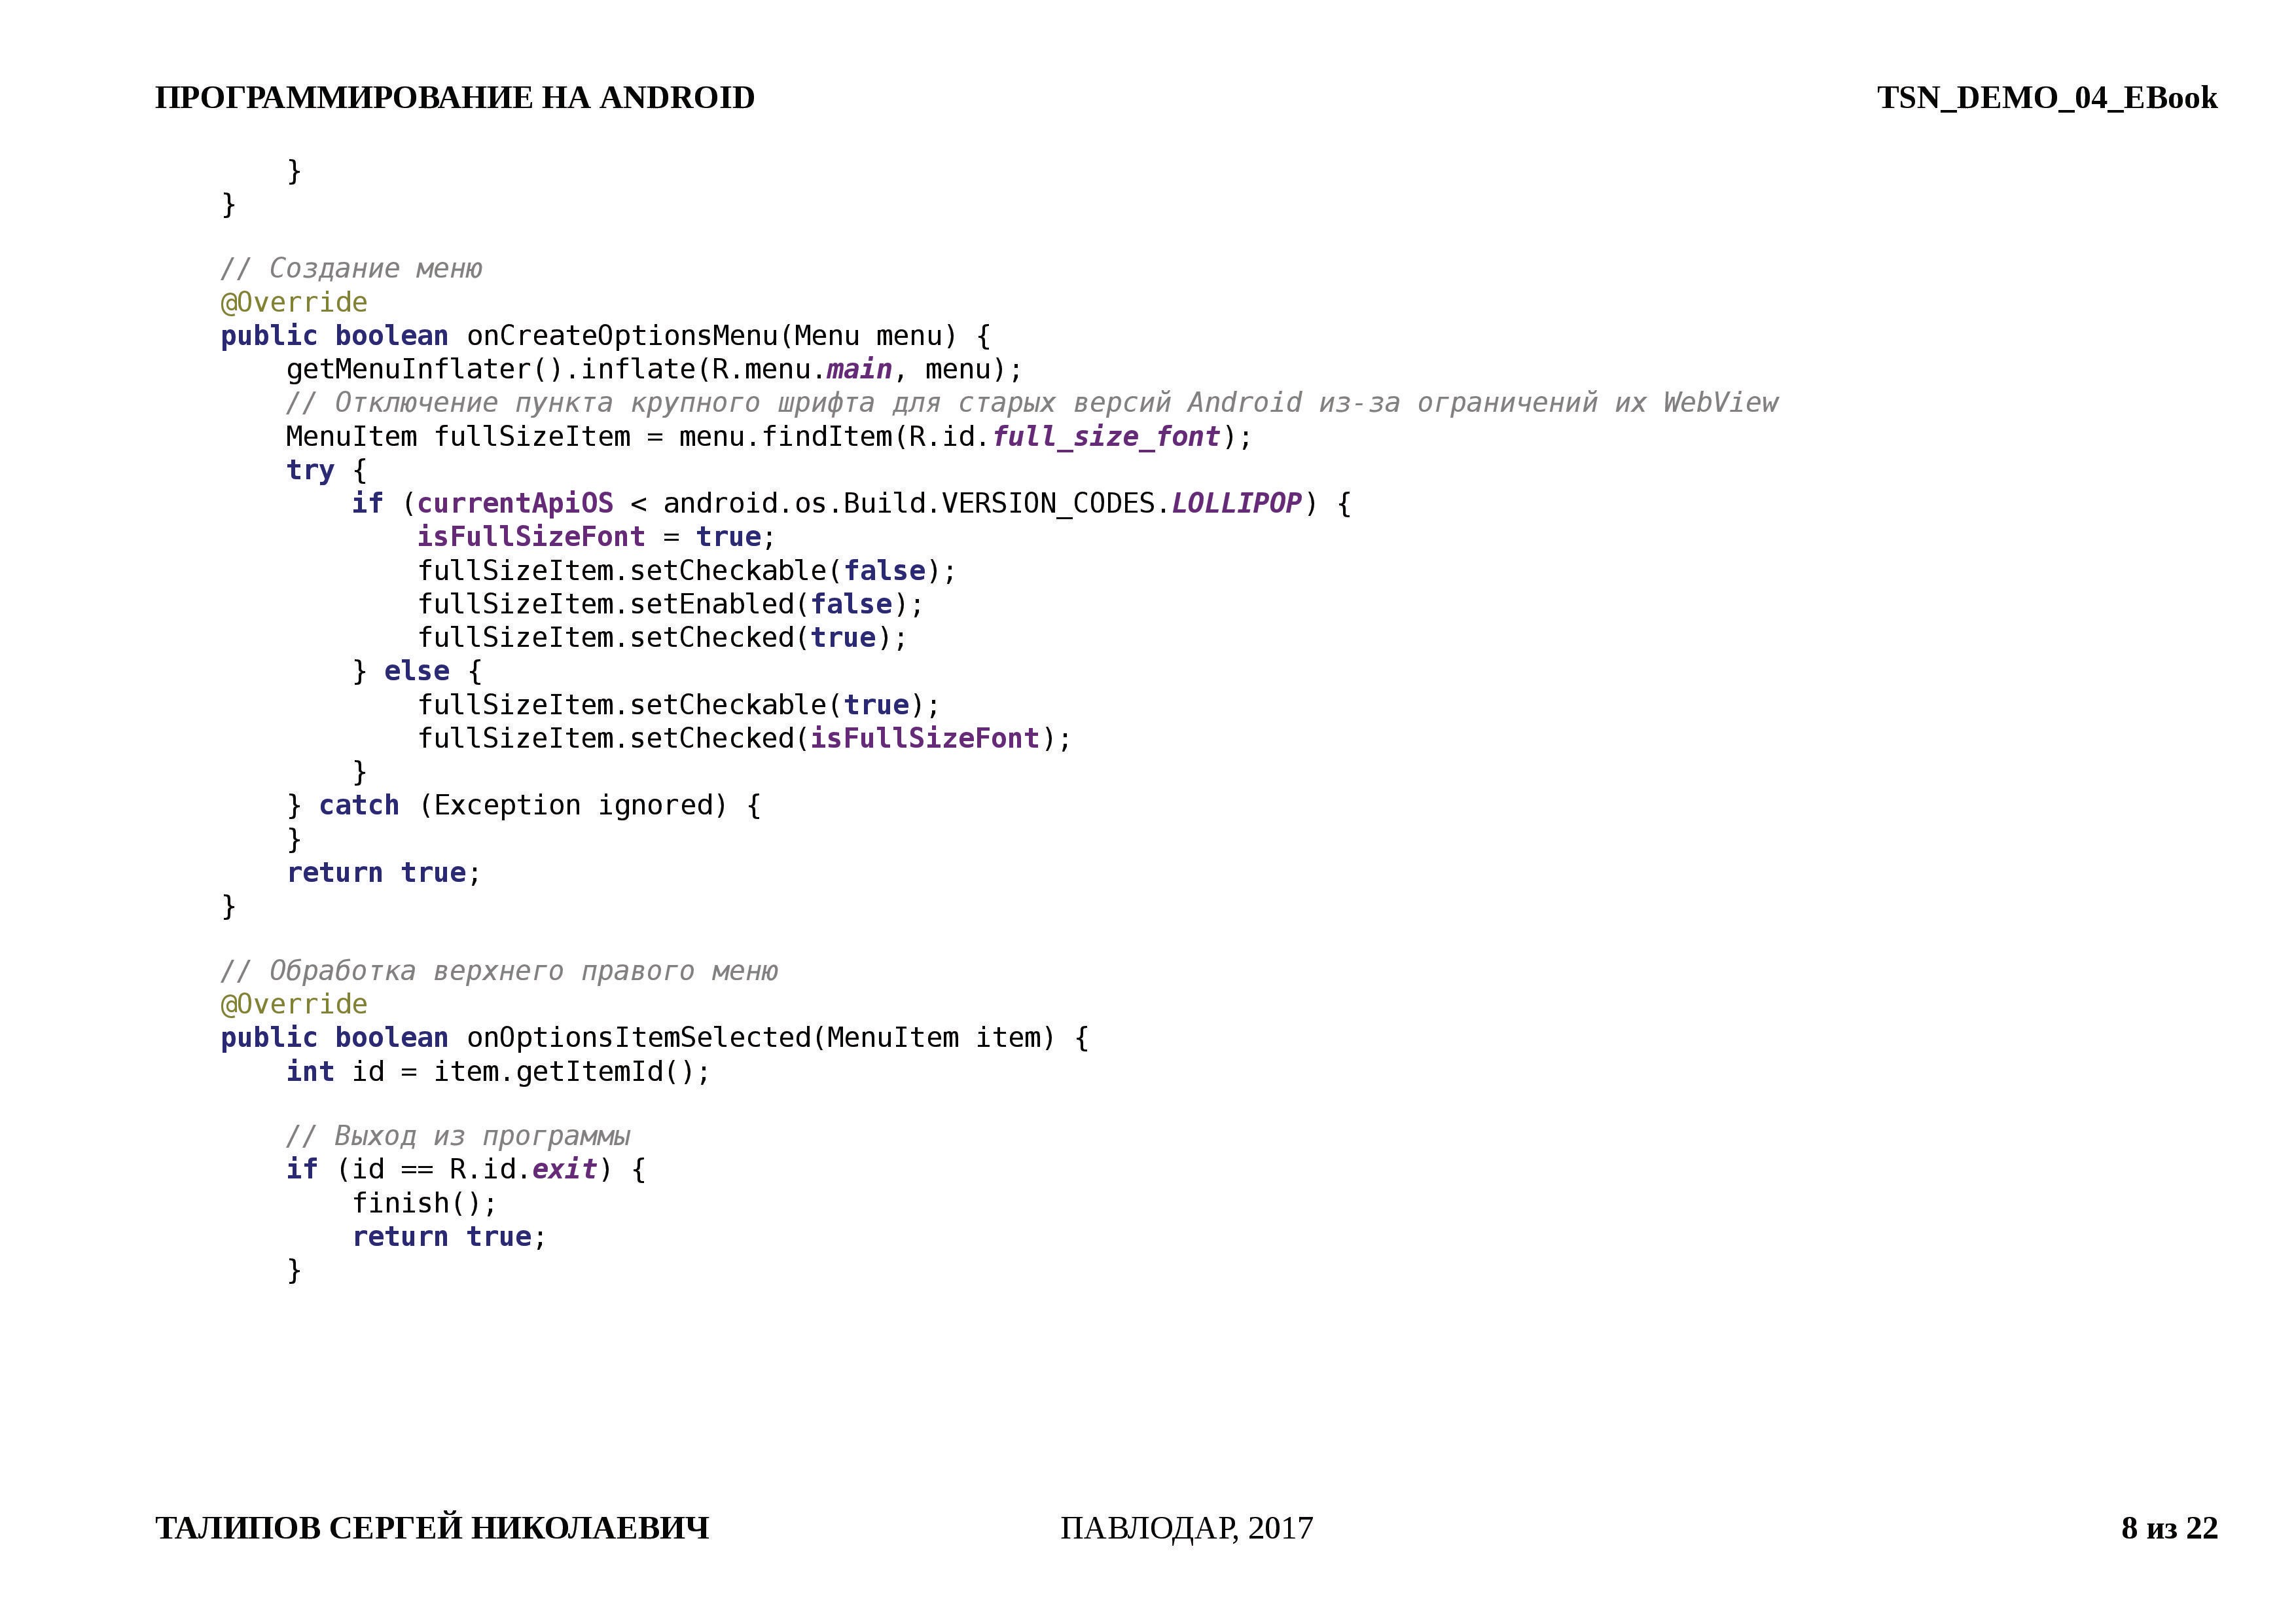 ПРОГРАММИРОВАНИЕ НА ANDROID TSN_DEMO_04_EBook
        }
    }

    // Создание меню
    @Override
    public boolean onCreateOptionsMenu(Menu menu) {
        getMenuInflater().inflate(R.menu.main, menu);
        // Отключение пункта крупного шрифта для старых версий Android из-за ограничений их WebView
        MenuItem fullSizeItem = menu.findItem(R.id.full_size_font);
        try {
            if (currentApiOS < android.os.Build.VERSION_CODES.LOLLIPOP) {
                isFullSizeFont = true;
                fullSizeItem.setCheckable(false);
                fullSizeItem.setEnabled(false);
                fullSizeItem.setChecked(true);
            } else {
                fullSizeItem.setCheckable(true);
                fullSizeItem.setChecked(isFullSizeFont);
            }
        } catch (Exception ignored) {
        }
        return true;
    }

    // Обработка верхнего правого меню
    @Override
    public boolean onOptionsItemSelected(MenuItem item) {
        int id = item.getItemId();

        // Выход из программы
        if (id == R.id.exit) {
            finish();
            return true;
        }
ТАЛИПОВ СЕРГЕЙ НИКОЛАЕВИЧ ПАВЛОДАР, 2017 8 из 22